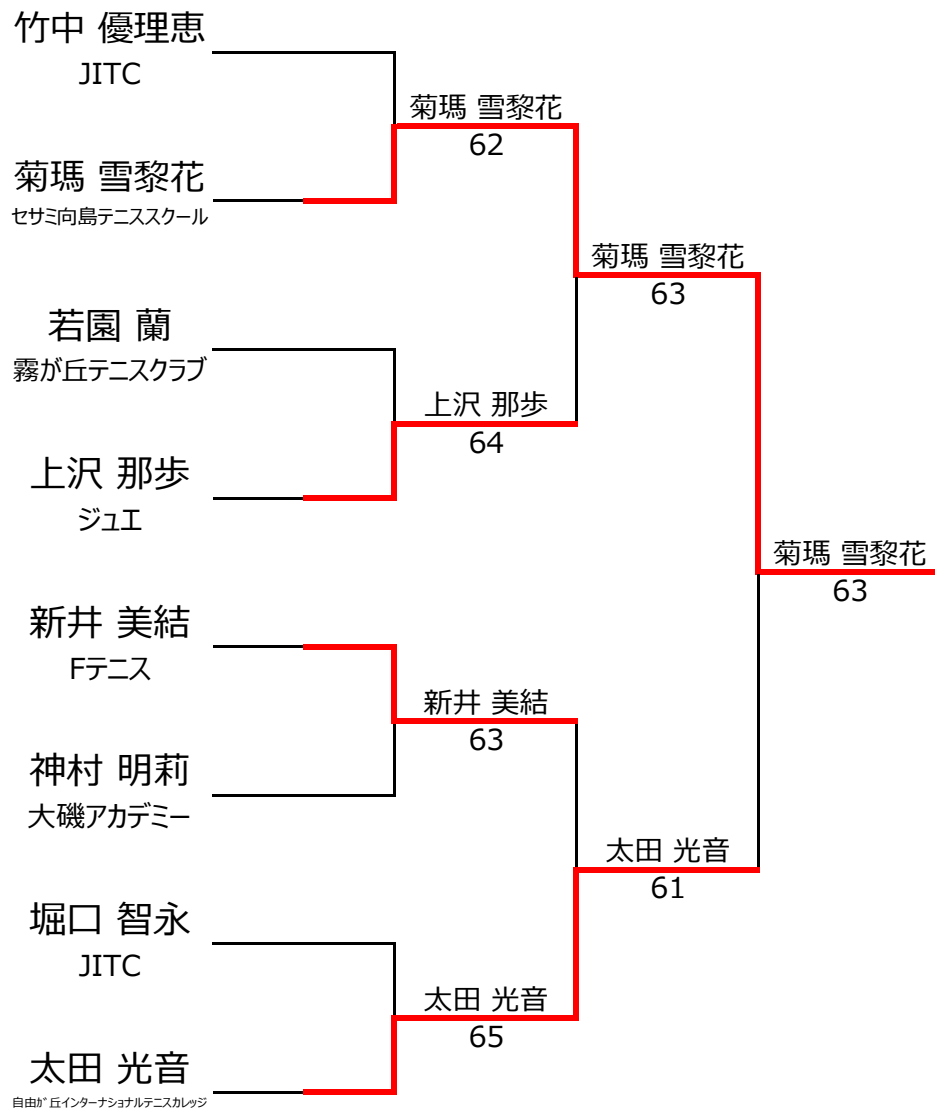 竹中 優理恵
JITC
菊瑪 雪黎花
62
菊瑪 雪黎花
セサミ向島テニススクール
菊瑪 雪黎花
63
若園 蘭
霧が丘テニスクラブ
上沢 那歩
64
上沢 那歩
ジュエ
菊瑪 雪黎花
63
新井 美結
Fテニス
新井 美結
63
神村 明莉
大磯アカデミー
太田 光音
61
堀口 智永
JITC
太田 光音
65
太田 光音
自由が丘インターナショナルテニスカレッジ